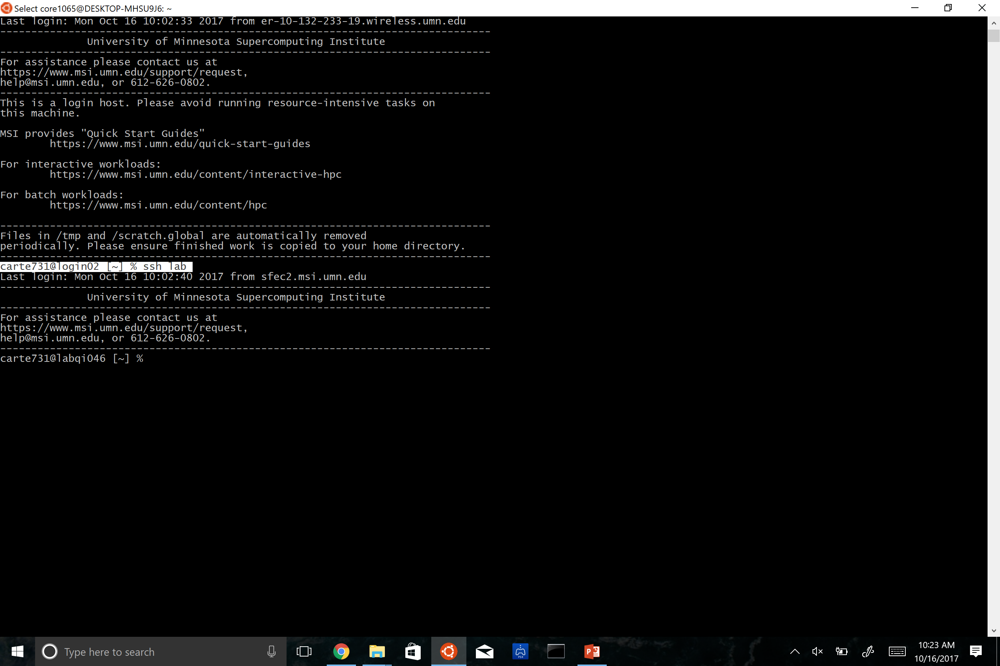 Select core1065@DESKTOP-MHSU9J6: ~
Last login: Mon Oct 16 10:02:33 2017 from er-10-132-233-19.wireless.umn.edu
-------------------------------------------------------------------------------
              University of Minnesota Supercomputing Institute
-------------------------------------------------------------------------------
For assistance please contact us at
https://www.msi.umn.edu/support/request,
help@msi.umn.edu, or 612-626-0802.
-------------------------------------------------------------------------------
This is a login host. Please avoid running resource-intensive tasks on
this machine.

MSI provides "Quick Start Guides"
        https://www.msi.umn.edu/quick-start-guides

For interactive workloads:
        https://www.msi.umn.edu/content/interactive-hpc

For batch workloads:
        https://www.msi.umn.edu/content/hpc

-------------------------------------------------------------------------------
Files in /tmp and /scratch.global are automatically removed
periodically. Please ensure finished work is copied to your home directory.
-------------------------------------------------------------------------------
carte731@login02 [~] % ssh lab
Last login: Mon Oct 16 10:02:40 2017 from sfec2.msi.umn.edu
-------------------------------------------------------------------------------
              University of Minnesota Supercomputing Institute
-------------------------------------------------------------------------------
For assistance please contact us at
https://www.msi.umn.edu/support/request,
help@msi.umn.edu, or 612-626-0802.
-------------------------------------------------------------------------------
carte731@labqi046 [~] %
Type here to search
PS4
P
10:23 AM
10/16/2017